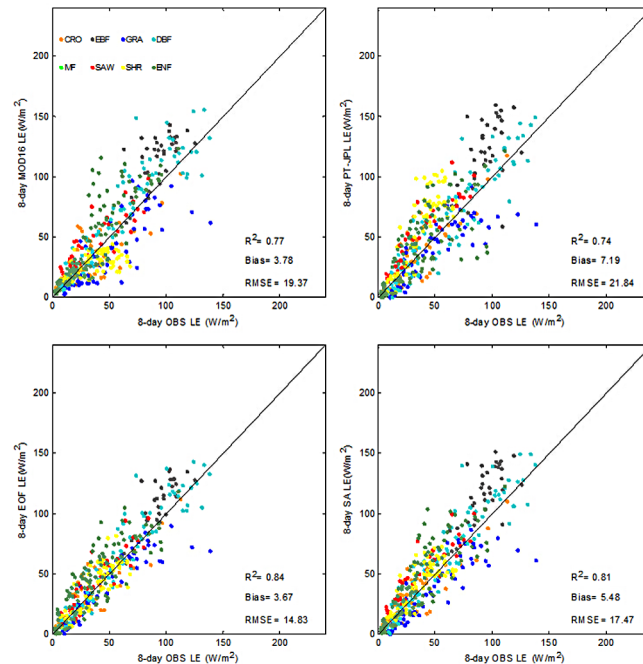 CRO EBF GRA DBF
MF SAW SHR ENF
8-day MOD16 LE(W/m²)
200
150
100
50
0
R²= 0.77
Bias= 3.78
RMSE = 19.37
0 50 100 150 200
8-day OBS LE (W/m²)
8-day PT-JPL LE(W/m²)
200
150
100
50
0
R²= 0.74
Bias= 7.19
RMSE = 21.84
0 50 100 150 200
8-day OBS LE (W/m²)
8-day EOF LE(W/m²)
200
150
100
50
0
R²= 0.84
Bias= 3.67
RMSE = 14.83
0 50 100 150 200
8-day OBS LE (W/m²)
8-day SA LE(W/m²)
200
150
100
50
0
R²= 0.81
Bias= 5.48
RMSE = 17.47
0 50 100 150 200
8-day OBS LE (W/m²)